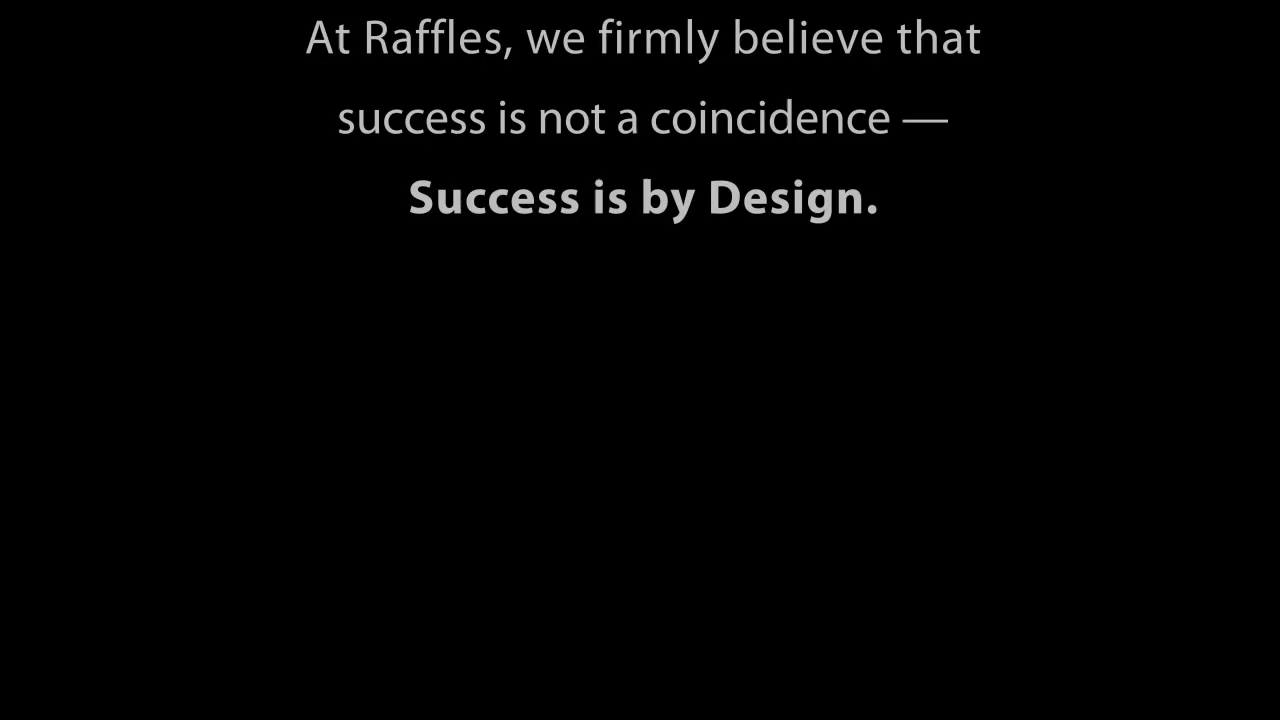 At Raffles, we firmly believe that
success is not a coincidence —
Success is by Design.